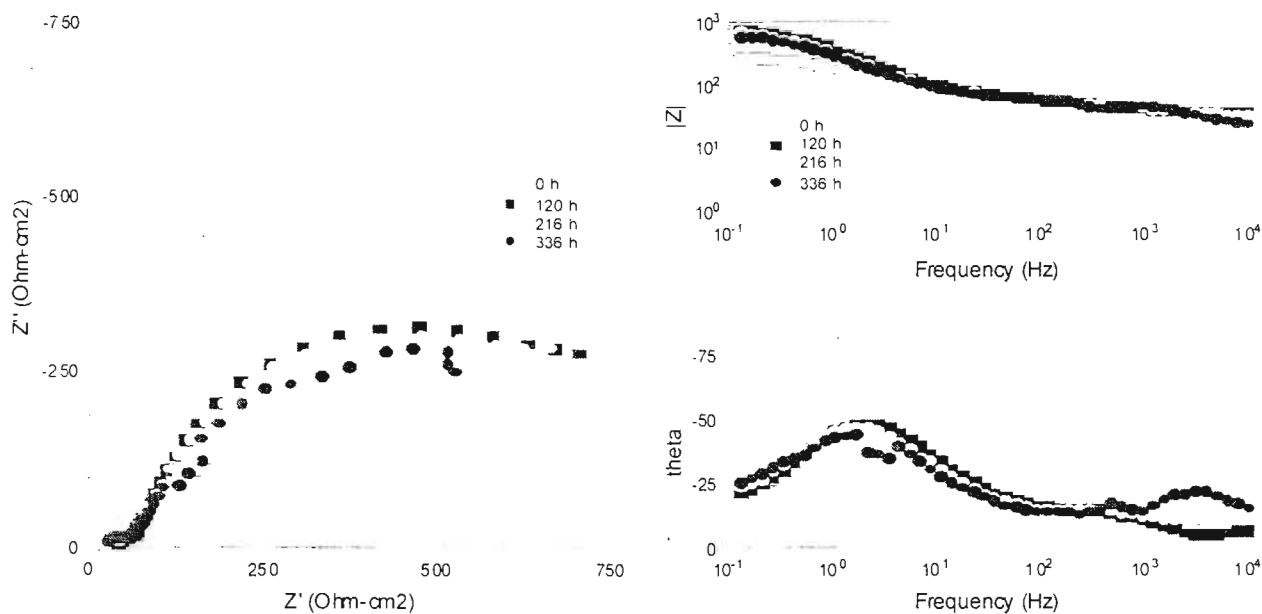 -750
-500
-250
0
Z'' (Ohm-cm2)
0 h
120 h
216 h
336 h
0 250 500 750
Z' (Ohm-cm2)
10³
10²
10¹
10⁰
|Z|
0 h
120 h
216 h
336 h
10⁻¹ 10⁰ 10¹ 10² 10³ 10⁴
Frequency (Hz)
-75
-50
-25
0
theta
10⁻¹ 10⁰ 10¹ 10² 10³ 10⁴
Frequency (Hz)